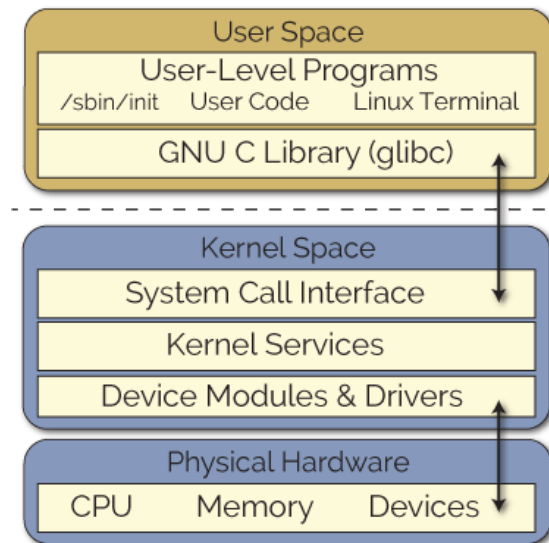 User Space
User-Level Programs
/sbin/init User Code Linux Terminal
GNU C Library (glibc)
Kernel Space
System Call Interface
Kernel Services
Device Modules & Drivers
Physical Hardware
CPU Memory Devices